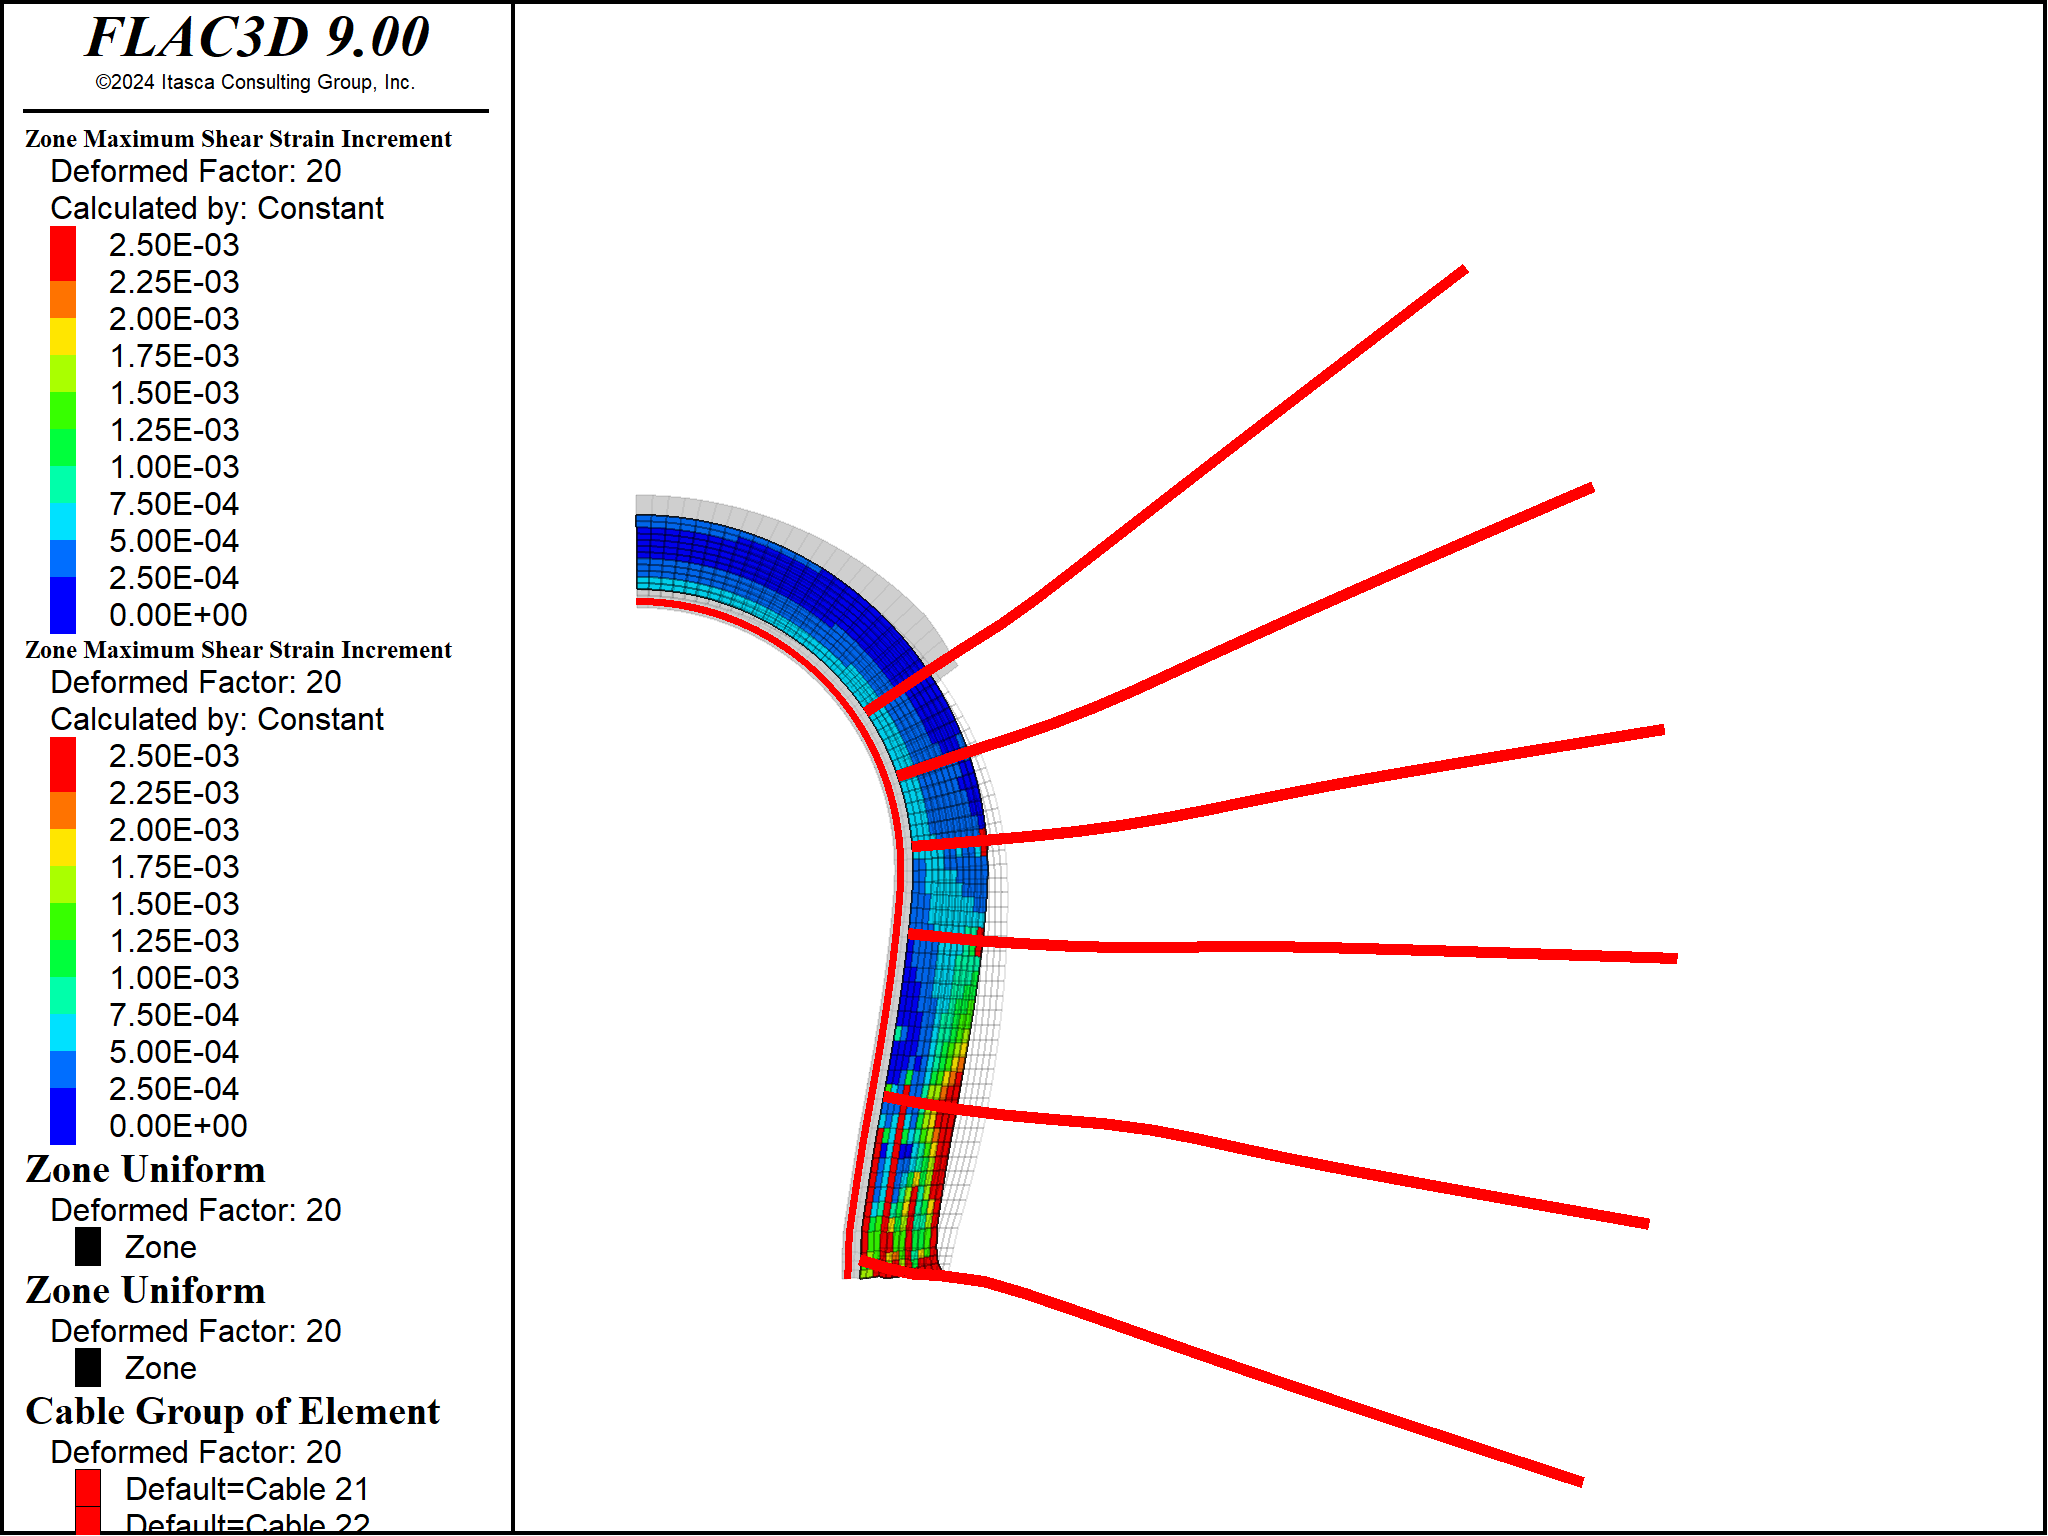 FLAC3D 9.00
©2024 Itasca Consulting Group, Inc.
Zone Maximum Shear Strain Increment
Deformed Factor: 20
Calculated by: Constant
2.50E-03
2.25E-03
2.00E-03
1.75E-03
1.50E-03
1.25E-03
1.00E-03
7.50E-04
5.00E-04
2.50E-04
0.00E+00
Zone Maximum Shear Strain Increment
Deformed Factor: 20
Calculated by: Constant
2.50E-03
2.25E-03
2.00E-03
1.75E-03
1.50E-03
1.25E-03
1.00E-03
7.50E-04
5.00E-04
2.50E-04
0.00E+00
Zone Uniform
Deformed Factor: 20
Zone
Zone Uniform
Deformed Factor: 20
Zone
Cable Group of Element
Deformed Factor: 20
Default=Cable 21
Default=Cable 22